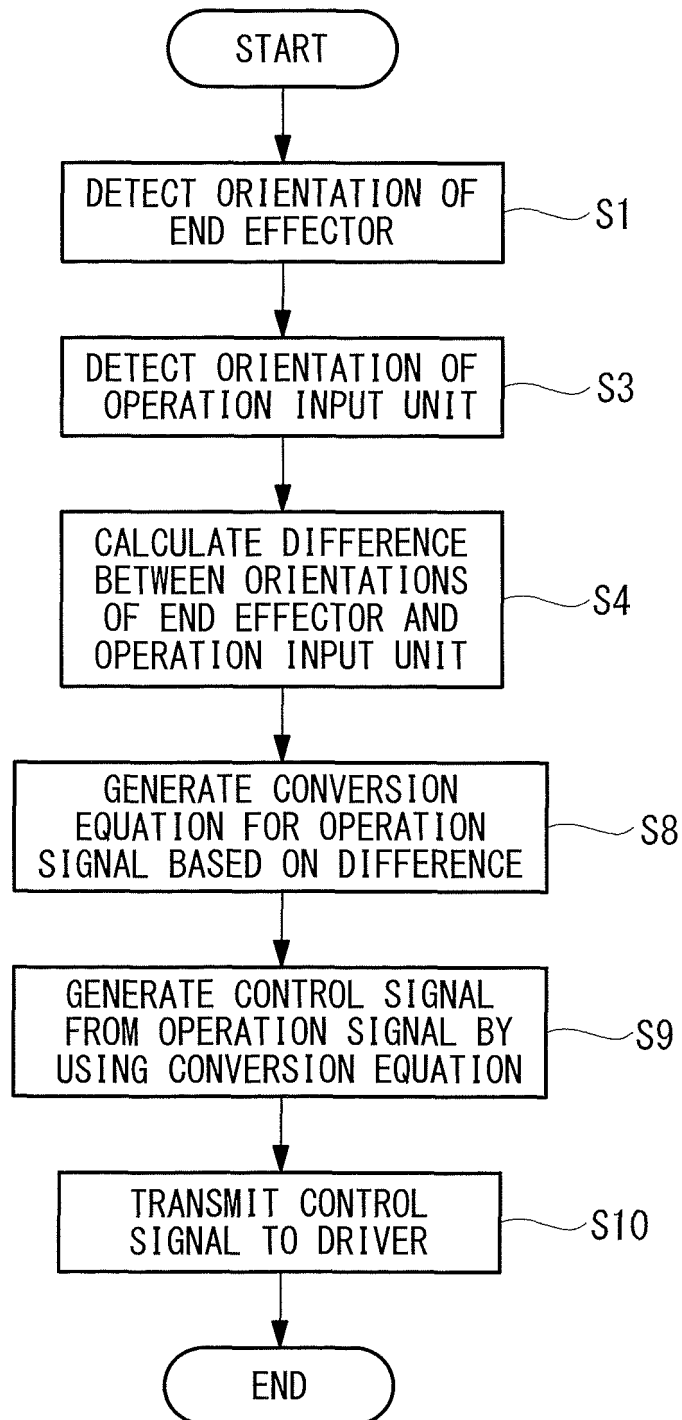 START
DETECT ORIENTATION OF
END EFFECTOR
S1
DETECT ORIENTATION OF
OPERATION INPUT UNIT
S3
CALCULATE DIFFERENCE
BETWEEN ORIENTATIONS
OF END EFFECTOR AND
OPERATION INPUT UNIT
S4
GENERATE CONVERSION
EQUATION FOR OPERATION
SIGNAL BASED ON DIFFERENCE
S8
GENERATE CONTROL SIGNAL
FROM OPERATION SIGNAL BY
USING CONVERSION EQUATION
S9
TRANSMIT CONTROL
SIGNAL TO DRIVER
S10
END